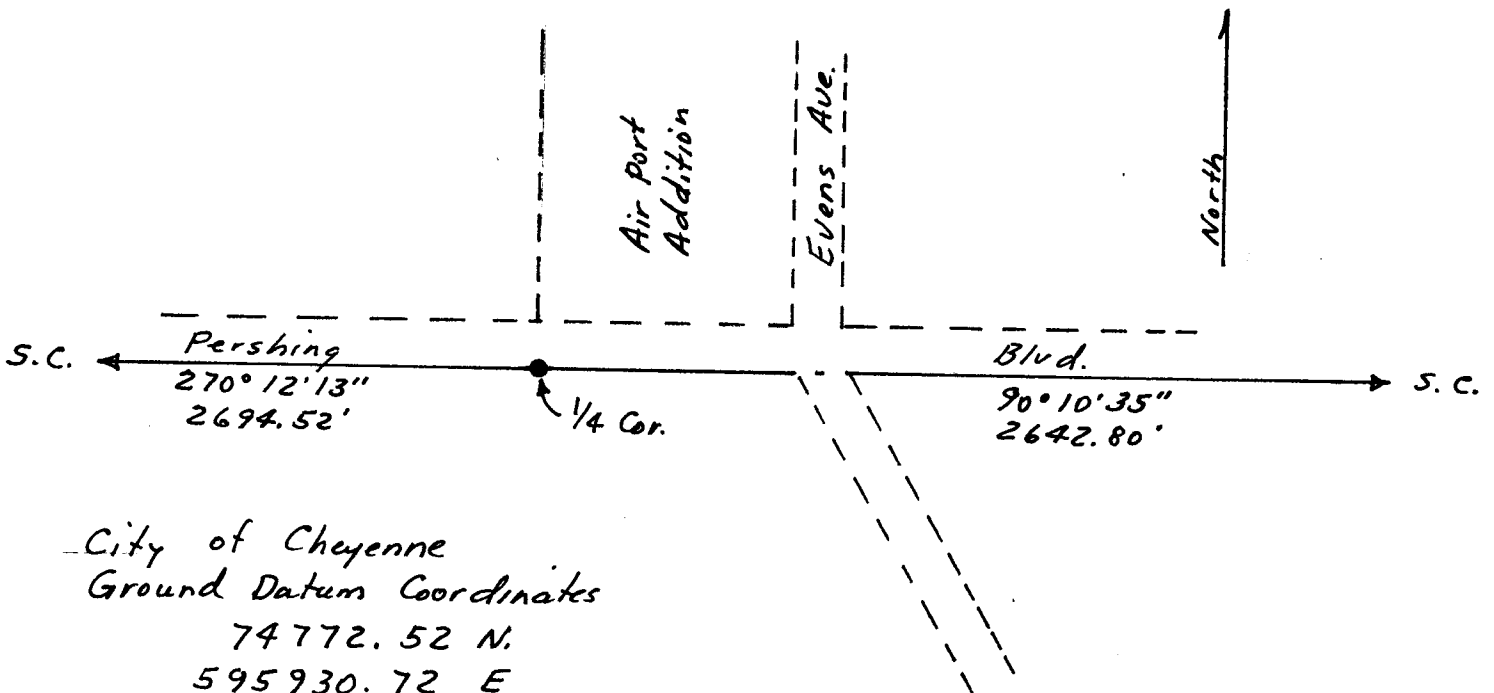 Air Port
Addition
Evens Ave.
North
S.C.
Pershing
270° 12' 13"
2694.52'
1/4 Cor.
Blvd.
90° 10' 35"
2642.80'
S.C.
City of Cheyenne
Ground Datum Coordinates
74772.52 N.
595930.72 E